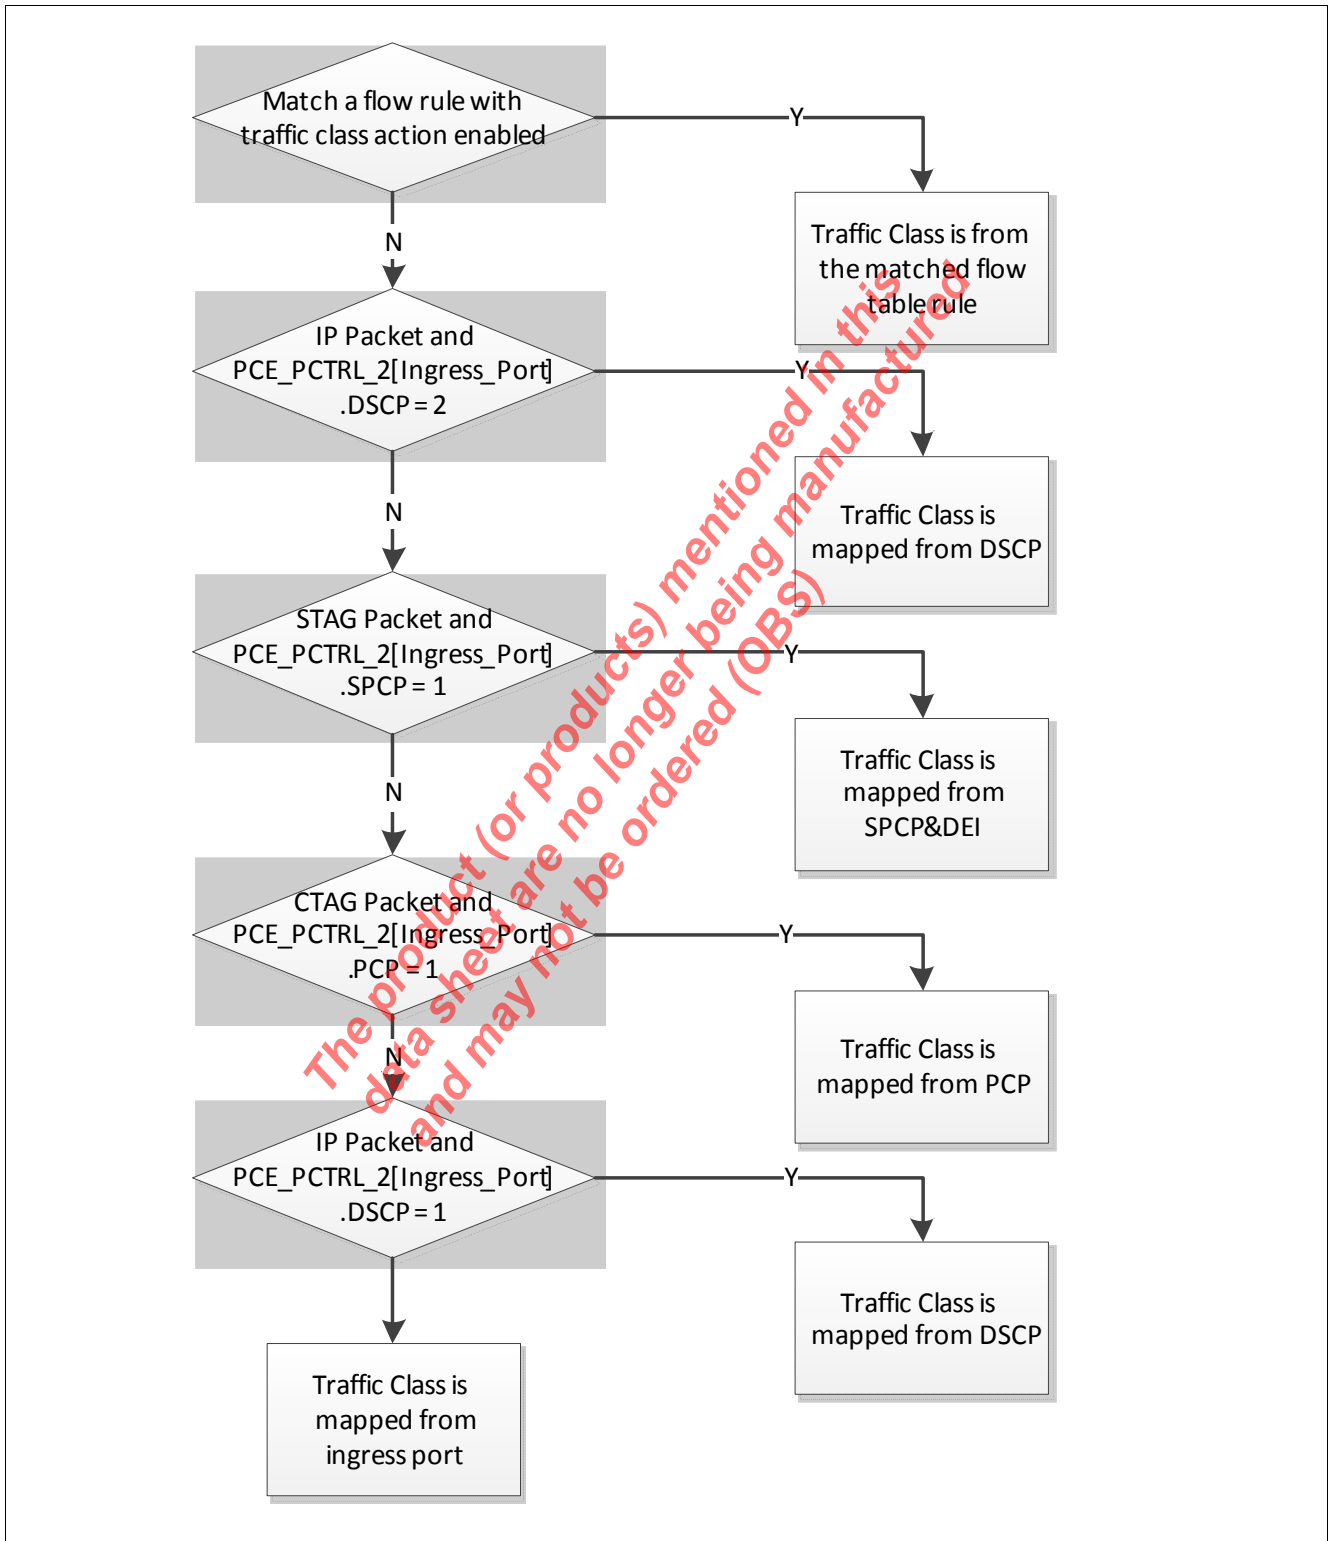 Match a flow rule with
traffic class action enabled
Y
N
Traffic Class is from
the matched flow
table rule
IP Packet and
PCE_PCTRL_2[Ingress_Port]
.DSCP = 2
Y
N
Traffic Class is
mapped from DSCP
STAG Packet and
PCE_PCTRL_2[Ingress_Port]
.SPCP = 1
Y
N
Traffic Class is
mapped from
SPCP&DEI
CTAG Packet and
PCE_PCTRL_2[Ingress_Port]
.PCP = 1
Y
N
Traffic Class is
mapped from PCP
IP Packet and
PCE_PCTRL_2[Ingress_Port]
.DSCP = 1
Y
Traffic Class is
mapped from DSCP
Traffic Class is
mapped from
ingress port
The product (or products) mentioned in this
data sheet are no longer being manufactured
and may not be ordered (OBS)